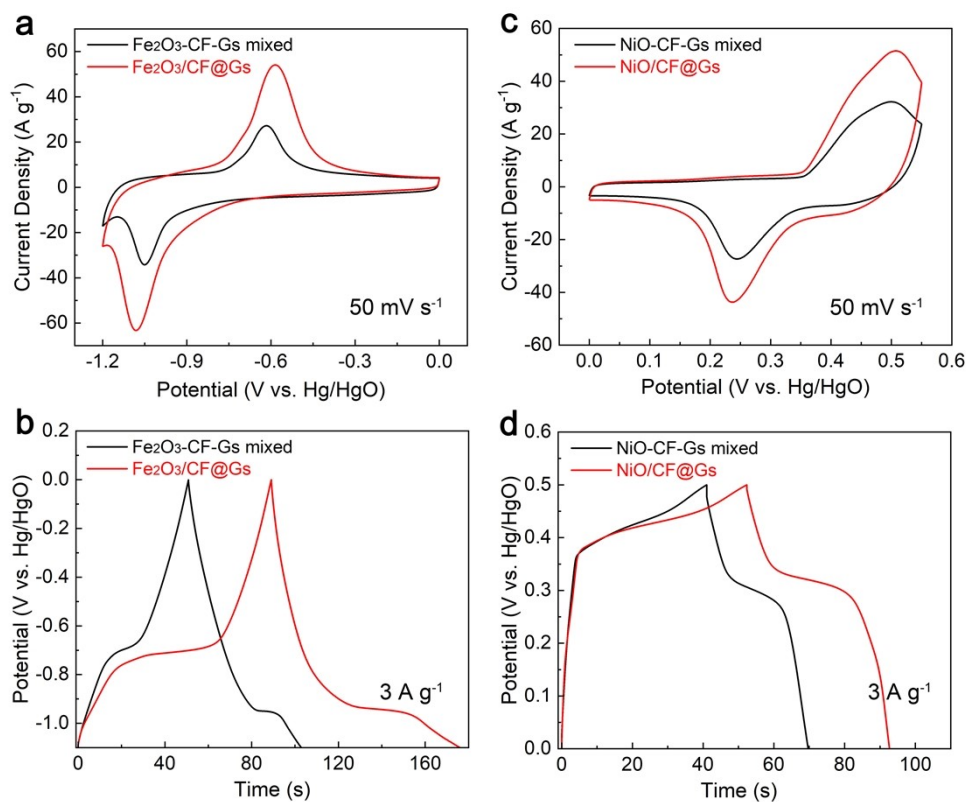 a
Fe₂O₃-CF-Gs mixed
Fe₂O₃/CF@Gs
60
40
20
0
-20
-40
-60
Current Density (A g⁻¹)
50 mV s⁻¹
-1.2
-0.9
-0.6
-0.3
0.0
Potential (V vs. Hg/HgO)
c
NiO-CF-Gs mixed
NiO/CF@Gs
60
40
20
0
-20
-40
-60
Current Density (A g⁻¹)
50 mV s⁻¹
0.0
0.1
0.2
0.3
0.4
0.5
0.6
Potential (V vs. Hg/HgO)
b
Fe₂O₃-CF-Gs mixed
Fe₂O₃/CF@Gs
0.2
0.0
-0.2
-0.4
-0.6
-0.8
-1.0
Potential (V vs. Hg/HgO)
3 A g⁻¹
0
40
80
120
160
Time (s)
d
NiO-CF-Gs mixed
NiO/CF@Gs
0.6
0.5
0.4
0.3
0.2
0.1
0.0
Potential (V vs. Hg/HgO)
3 A g⁻¹
0
20
40
60
80
100
Time (s)